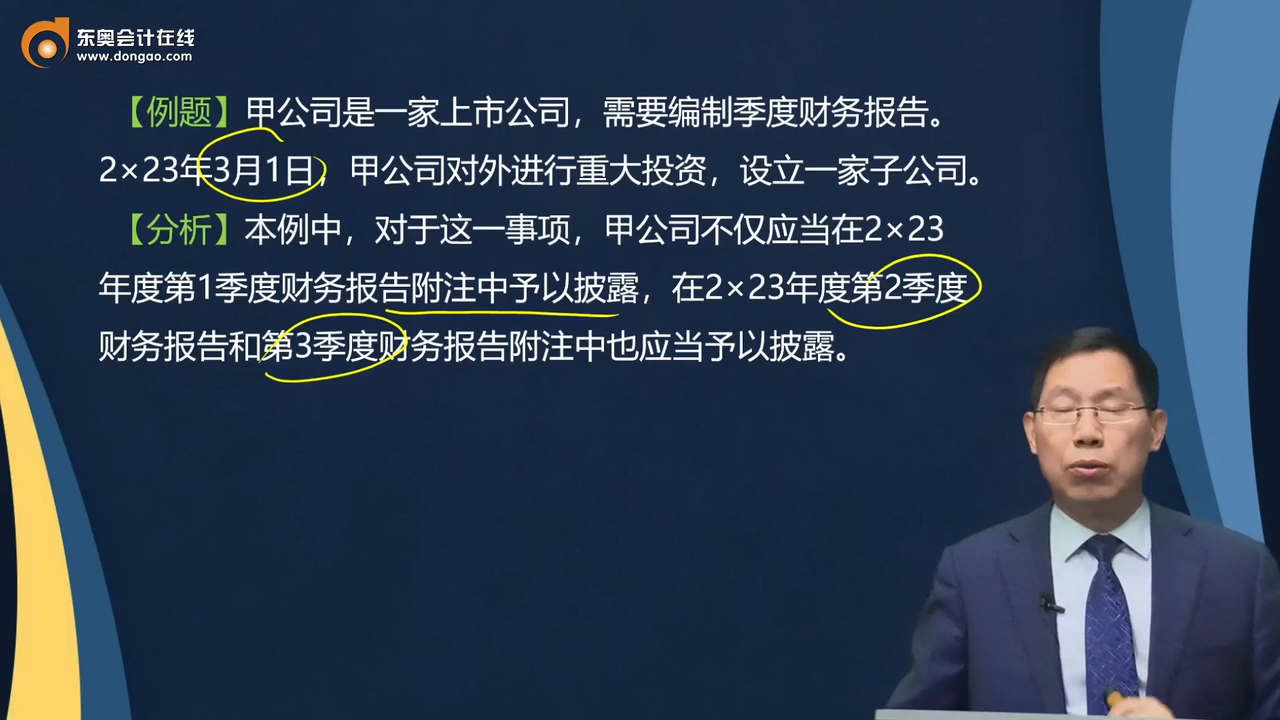 东奥会计在线
www.dongao.com
【例题】甲公司是一家上市公司，需要编制季度财务报告。
2×23年3月1日，甲公司对外进行重大投资，设立一家子公司。
【分析】本例中，对于这一事项，甲公司不仅应当在2×23
年度第1季度财务报告附注中予以披露，在2×23年度第2季度
财务报告和第3季度财务报告附注中也应当予以披露。